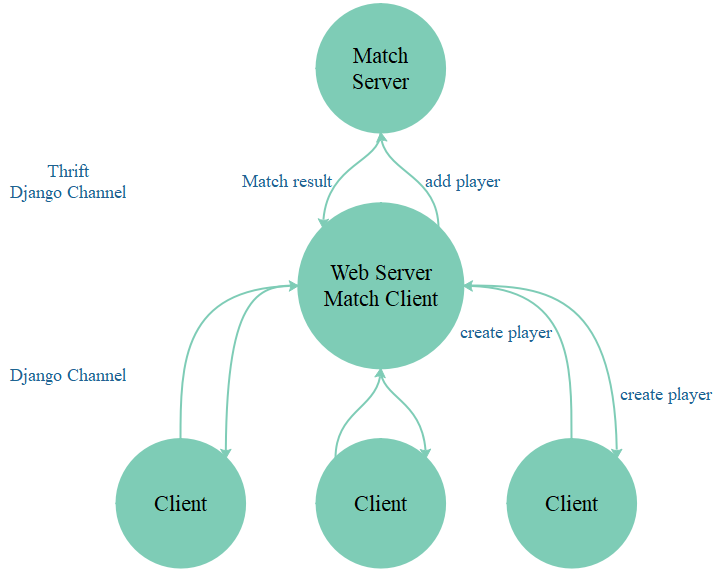 Match
Server
Thrift
Django Channel
Match result
add player
Web Server
Match Client
create player
Django Channel
create player
Client
Client
Client